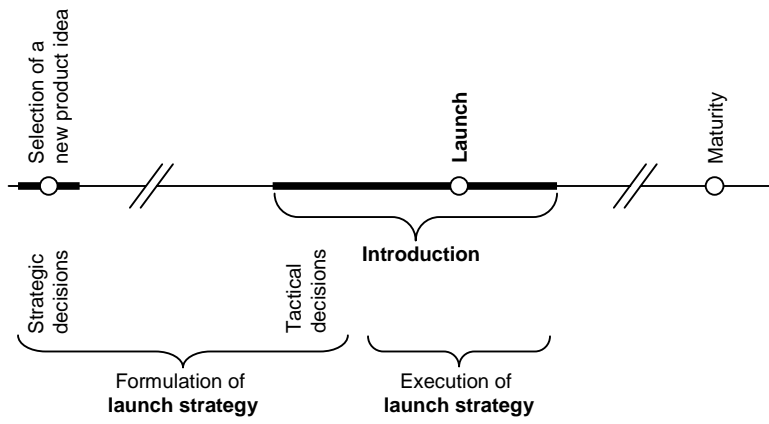 Selection of a
new product idea
Launch
Maturity
Introduction
Strategic
decisions
Tactical
decisions
Formulation of
launch strategy
Execution of
launch strategy